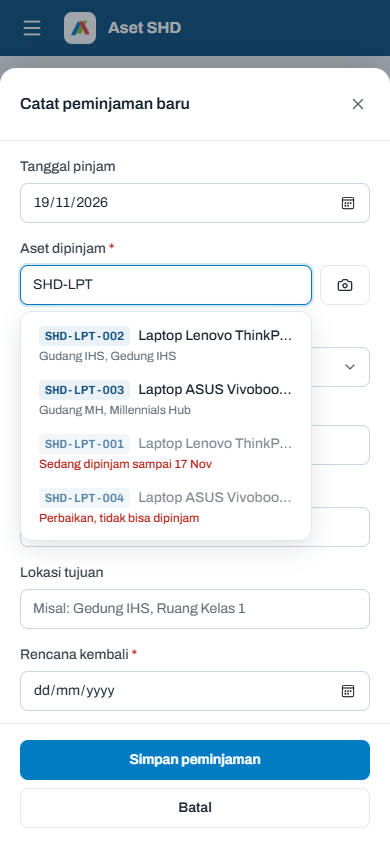 Aset SHD
Catat peminjaman baru
Tanggal pinjam
19/11/2026
Aset dipinjam *
SHD-LPT
SHD-LPT-002 Laptop Lenovo ThinkP...
Gudang IHS, Gedung IHS
SHD-LPT-003 Laptop ASUS Vivoboo...
Gudang MH, Millennials Hub
SHD-LPT-001 Laptop Lenovo ThinkP...
Sedang dipinjam sampai 17 Nov
SHD-LPT-004 Laptop ASUS Vivoboo...
Perbaikan, tidak bisa dipinjam
Lokasi tujuan
Misal: Gedung IHS, Ruang Kelas 1
Rencana kembali *
dd/mm/yyyy
Simpan peminjaman
Batal